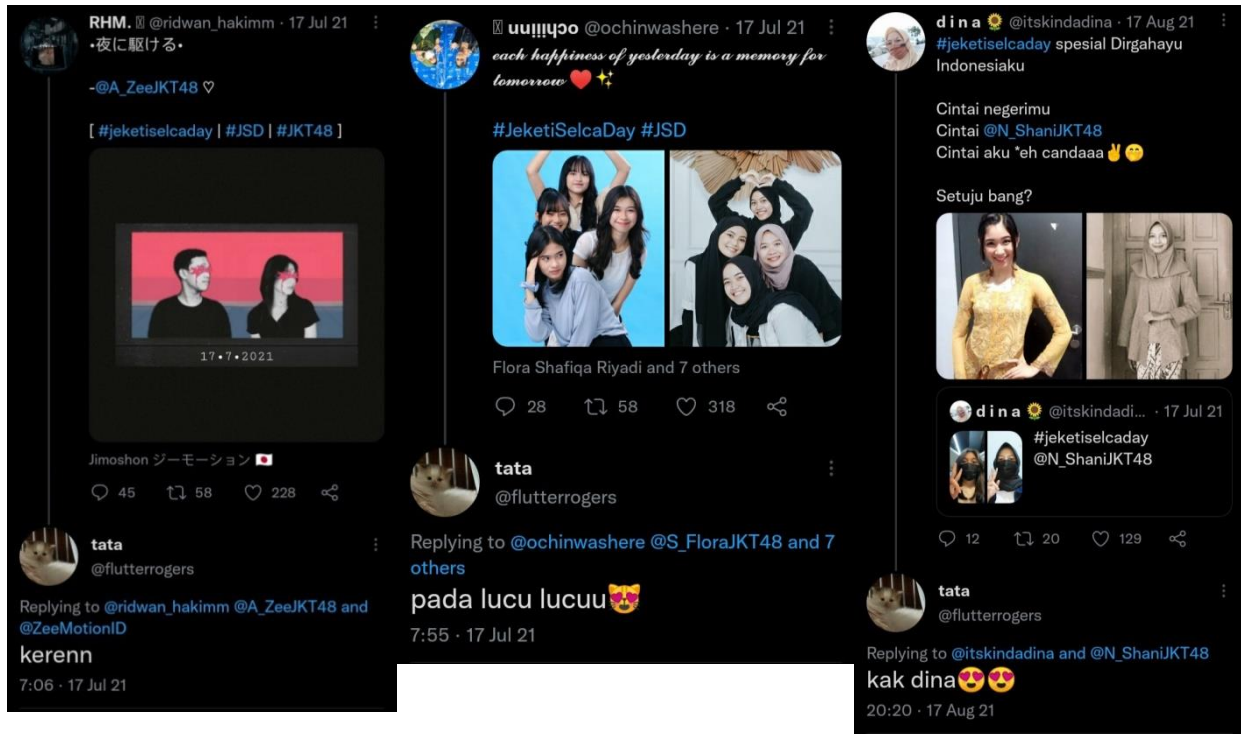 RHM. @ridwan_hakimm · 17 Jul 21
•夜に駆ける•
-@A_ZeeJKT48 ♡
[ #jeketiselcaday | #JSD | #JKT48 ]
17•7•2021
Jimoshon ジーモーション 🇯🇵
45 58 228
tata
@flutterrogers
Replying to @ridwan_hakimm @A_ZeeJKT48 and
@ZeeMotionID
kerenn
7:06 · 17 Jul 21
@ochinwashere · 17 Jul 21
each happiness of yesterday is a memory for
tomorrow ❤️✨
#JeketiSelcaDay #JSD
Flora Shafiqa Riyadi and 7 others
28 58 318
tata
@flutterrogers
Replying to @ochinwashere @S_FloraJKT48 and 7
others
pada lucu lucuu😻
7:55 · 17 Jul 21
d i n a 🌻 @itskindadina · 17 Aug 21
#jeketiselcaday spesial Dirgahayu
Indonesiaku
Cintai negerimu
Cintai @N_ShaniJKT48
Cintai aku *eh candaaa✌️🤭
Setuju bang?
d i n a 🌻 @itskindadi... · 17 Jul 21
#jeketiselcaday
@N_ShaniJKT48
12 20 129
tata
@flutterrogers
Replying to @itskindadina and @N_ShaniJKT48
kak dina😍😍
20:20 · 17 Aug 21